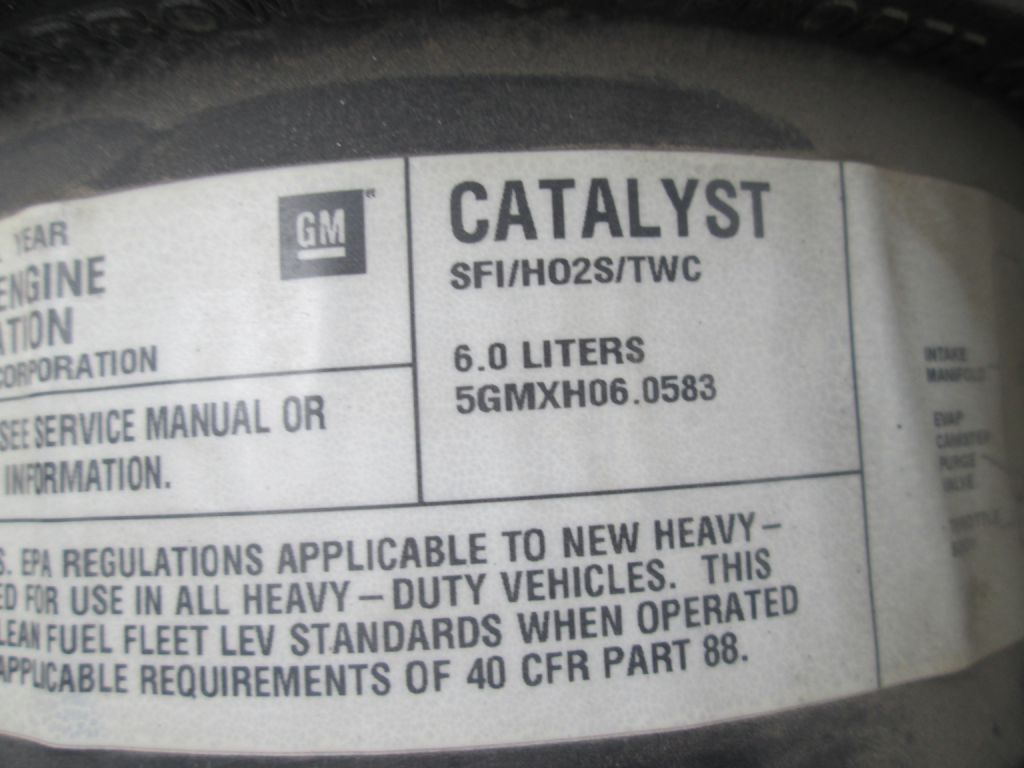 YEAR
ENGINE
ATION
CORPORATION
GM
CATALYST
SFI/HO2S/TWC
6.0 LITERS
5GMXH06.0583
SEE SERVICE MANUAL OR
INFORMATION.
S. EPA REGULATIONS APPLICABLE TO NEW HEAVY–
ED FOR USE IN ALL HEAVY–DUTY VEHICLES. THIS
LEAN FUEL FLEET LEV STANDARDS WHEN OPERATED
APPLICABLE REQUIREMENTS OF 40 CFR PART 88.
INTAKE
MANIFOLD
EVAP
CANISTER
PURGE
VALVE
THROTTLE